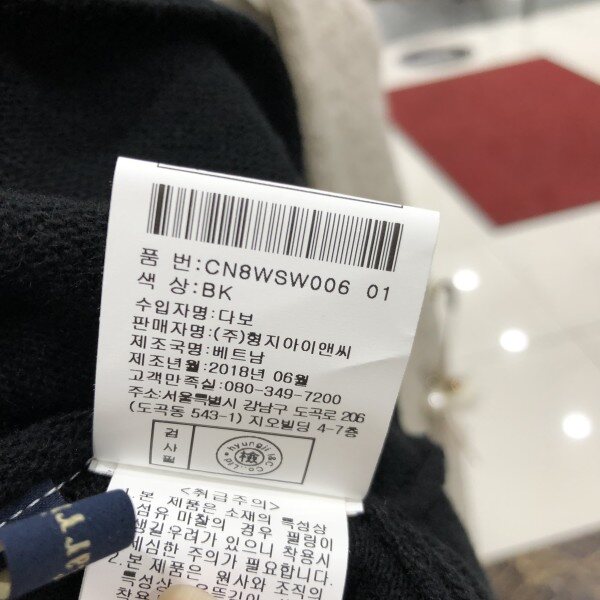 품 번:CN8WSW006 01
색 상:BK
수입자명:다보
판매자명:(주)형지아이앤씨
제조국명:베트남
제조년월:2018년 06월
고객만족실:080-349-7200
주소:서울특별시 강남구 도곡로 206
(도곡동 543-1) 지오빌딩 4-7층
검사필
hyungji I&C Co., Ltd
檢
<취급주의>
1.본 제품은 소재의 특성상
섬유 마찰의 경우 필링이
생길우려가 있으니 착용시
세심한 주의가 필요합니다.
2.본 제품은 원사와 조직의
특성상